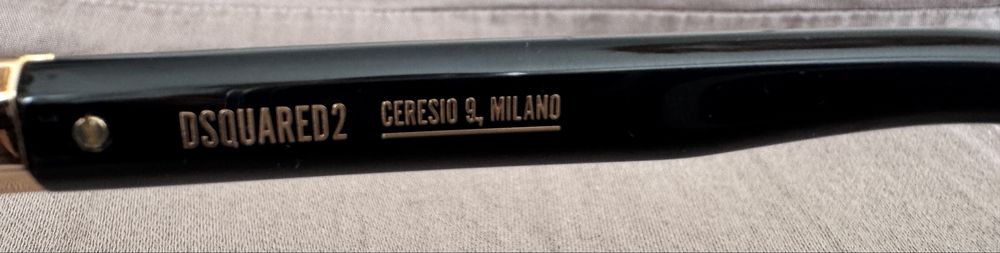 DSQUARED2 CERESIO 9, MILANO